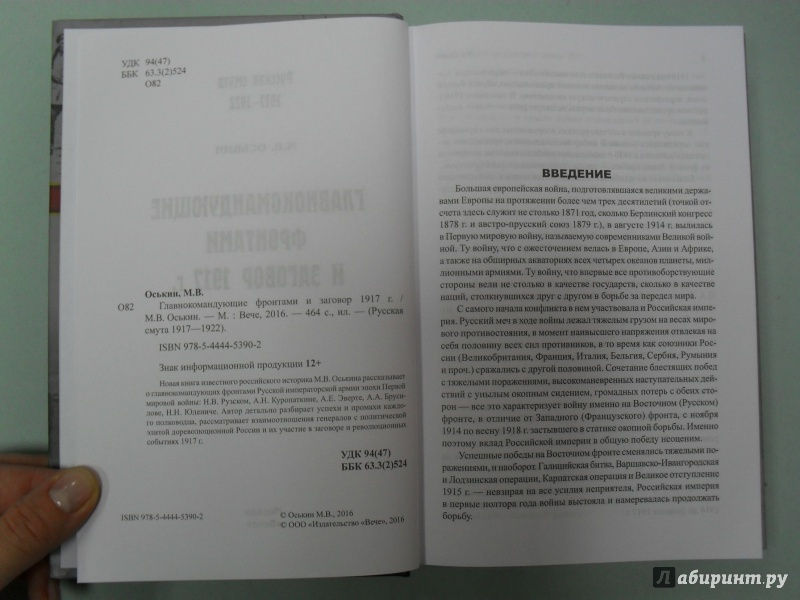 УДК 94(47)
ББК 63.3(2)524
О82
Оськин, М.В.
О82 Главнокомандующие фронтами и заговор 1917 г. /
М.В. Оськин. — М. : Вече, 2016. — 464 с., ил. — (Русская
смута 1917—1922).
ISBN 978-5-4444-5390-2
Знак информационной продукции 12+
Новая книга известного российского историка М.В. Оськина рассказывает
о главнокомандующих фронтами Русской императорской армии эпохи Первой
мировой войны: Н.В. Рузском, А.Н. Куропаткине, А.Е. Эверте, А.А. Бруси-
лове, Н.Н. Юдениче. Автор детально разбирает успехи и промахи каждо-
го полководца, рассматривает взаимоотношения генералов с политической
элитой дореволюционной России и их участие в заговоре и революционных
событиях 1917 г.
УДК 94(47)
ББК 63.3(2)524
ISBN 978-5-4444-5390-2
© Оськин М.В., 2016
© ООО «Издательство «Вече», 2016
ВВЕДЕНИЕ
Большая европейская война, подготовлявшаяся великими держа-
вами Европы на протяжении более чем трех десятилетий (точкой от-
счета здесь служит не столько 1871 год, сколько Берлинский конгресс
1878 г. и австро-прусский союз 1879 г.), в августе 1914 г. вылилась
в Первую мировую войну, называемую современниками Великой вой-
ной. Ту войну, что с ожесточением велась в Европе, Азии и Африке,
а также на обширных акваториях всех четырех океанов планеты, мил-
лионными армиями. Ту войну, что впервые все противоборствующие
стороны вели не столько в качестве государств, сколько в качестве
наций, столкнувшихся друг с другом в борьбе за передел мира.
С самого начала конфликта в нем участвовала и Российская импе-
рия. Русский меч в ходе войны лежал тяжелым грузом на весах миро-
вого противостояния, в момент наивысшего напряжения отвлекая на
себя половину всех сил противников, в то время как союзники Рос-
сии (Великобритания, Франция, Италия, Бельгия, Сербия, Румыния
и проч.) сражались с другой половиной. Сочетание блестящих побед
с тяжелыми поражениями, высокоманевренных наступательных дей-
ствий с унылым окопным сидением, громадных потерь с обеих сто-
рон — все это характеризует войну именно на Восточном (Русском)
фронте, в отличие от Западного (Французского) фронта, с ноября
1914 по весну 1918 г. застывшего в статике окопной борьбы. Именно
поэтому вклад Российской империи в общую победу неоценим.
Успешные победы на Восточном фронте сменялись тяжелыми по-
ражениями, и наоборот. Галицийская битва, Варшавско-Ивангородская
и Лодзинская операции, Карпатская операция и Великое отступление
1915 г. — невзирая на все усилия неприятеля, Российская империя
в первые полтора года войны выстояла и намеревалась продолжать
борьбу.
Лабиринт.ру